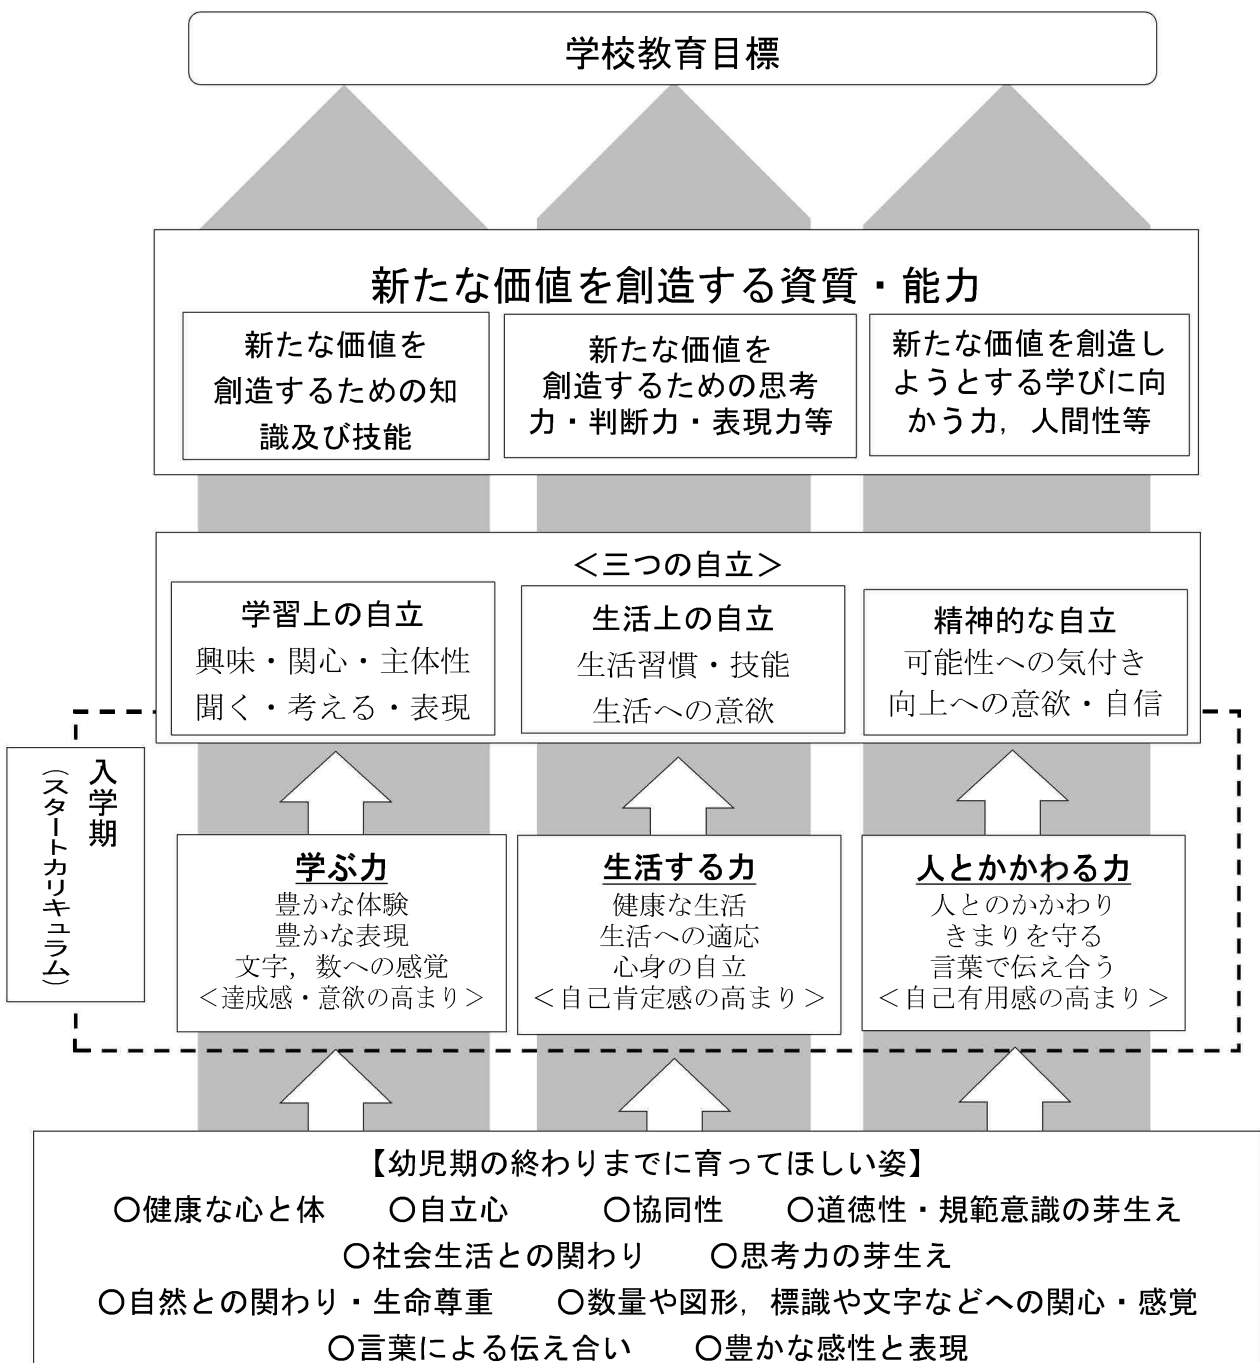 学校教育目標
新たな価値を創造する資質・能力
新たな価値を
創造するための知
識及び技能
新たな価値を
創造するための思考
力・判断力・表現力等
新たな価値を創造し
ようとする学びに向
かう力，人間性等
＜三つの自立＞
学習上の自立
興味・関心・主体性
聞く・考える・表現
生活上の自立
生活習慣・技能
生活への意欲
精神的な自立
可能性への気付き
向上への意欲・自信
入学期
（スタートカリキュラム）
学ぶ力
豊かな体験
豊かな表現
文字，数への感覚
＜達成感・意欲の高まり＞
生活する力
健康な生活
生活への適応
心身の自立
＜自己肯定感の高まり＞
人とかかわる力
人とのかかわり
きまりを守る
言葉で伝え合う
＜自己有用感の高まり＞
【幼児期の終わりまでに育ってほしい姿】
〇健康な心と体　〇自立心　〇協同性　〇道徳性・規範意識の芽生え
〇社会生活との関わり　〇思考力の芽生え
〇自然との関わり・生命尊重　〇数量や図形，標識や文字などへの関心・感覚
〇言葉による伝え合い　〇豊かな感性と表現